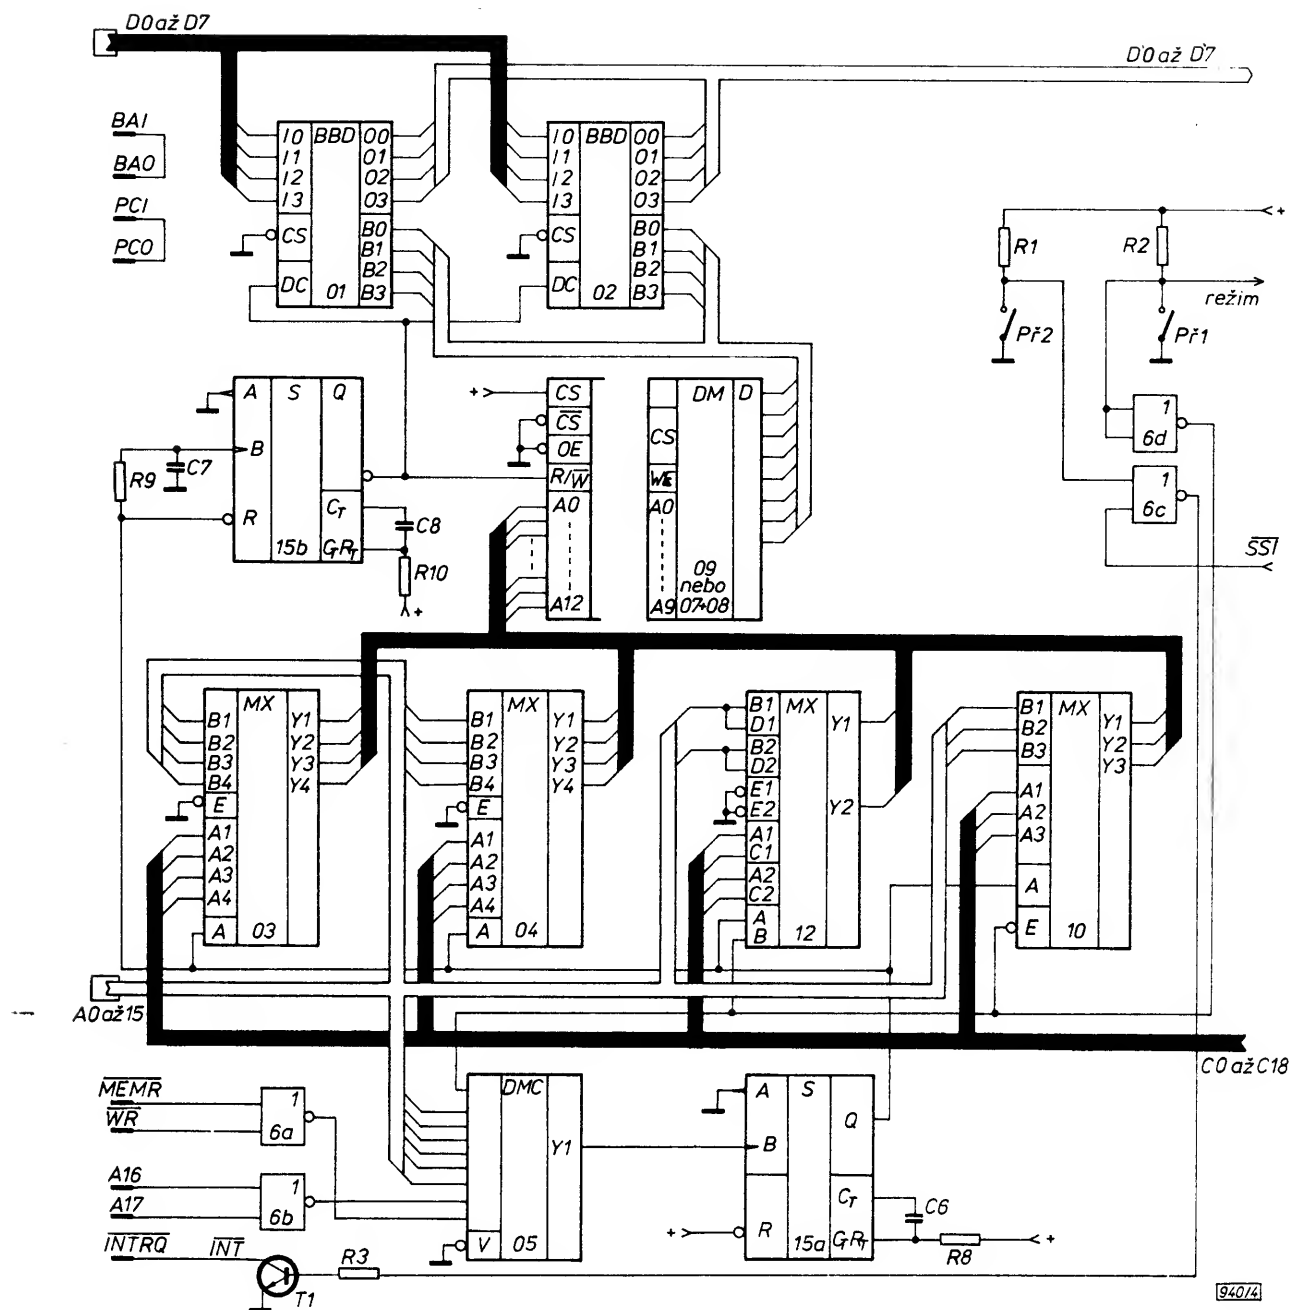 D0 až D7
D'0 až D'7
BAI
BAO
PCI
PCO
I0 BBD O0
I1 O1
I2 O2
I3 O3
CS B0
B1
B2
DC 01 B3
I0 BBD O0
I1 O1
I2 O2
I3 O3
CS B0
B1
B2
DC 02 B3
+
R1
R2
režim
Př2
Př1
1
6d
1
6c
SSI
A S Q
B
R9
C7
R
CT
C8
15b CTRT
R10
+
+
CS
CS
OE
R/W
A0
A12
DM D
CS
WE
A0
09
nebo
A9 07+08
MX
B1 Y1
B2 Y2
B3 Y3
B4 Y4
E
A1
A2
A3
A4
A 03
MX
B1 Y1
B2 Y2
B3 Y3
B4 Y4
E
A1
A2
A3
A4
A 04
B1 MX
D1 Y1
B2
D2
E1
E2 Y2
A1
C1
A2
C2
A
B 12
B1 MX Y1
B2 Y2
B3 Y3
A1
A2
A3
A
E 10
A0 až 15
C0 až C18
MEMR
WR
1
6a
A16
A17
1
6b
DMC
Y1
V 05
A S
Q
B
CT
C6
+
R 15a CTRT
R8
+
INTRQ
INT
R3
T1
940/4